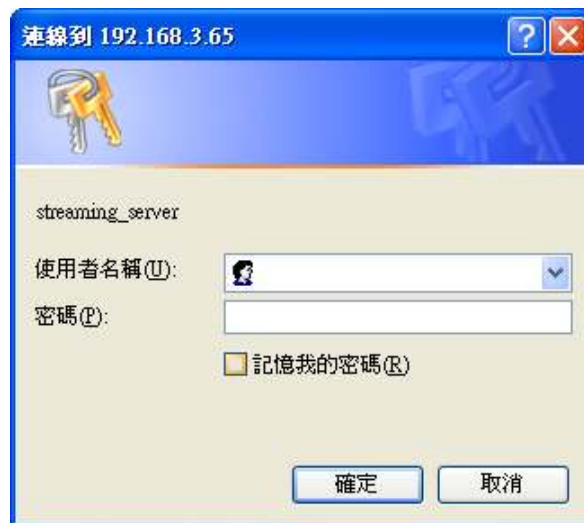 連線到 192.168.3.65
streaming_server
使用者名稱(U):
密碼(P):
記憶我的密碼(R)
確定 取消